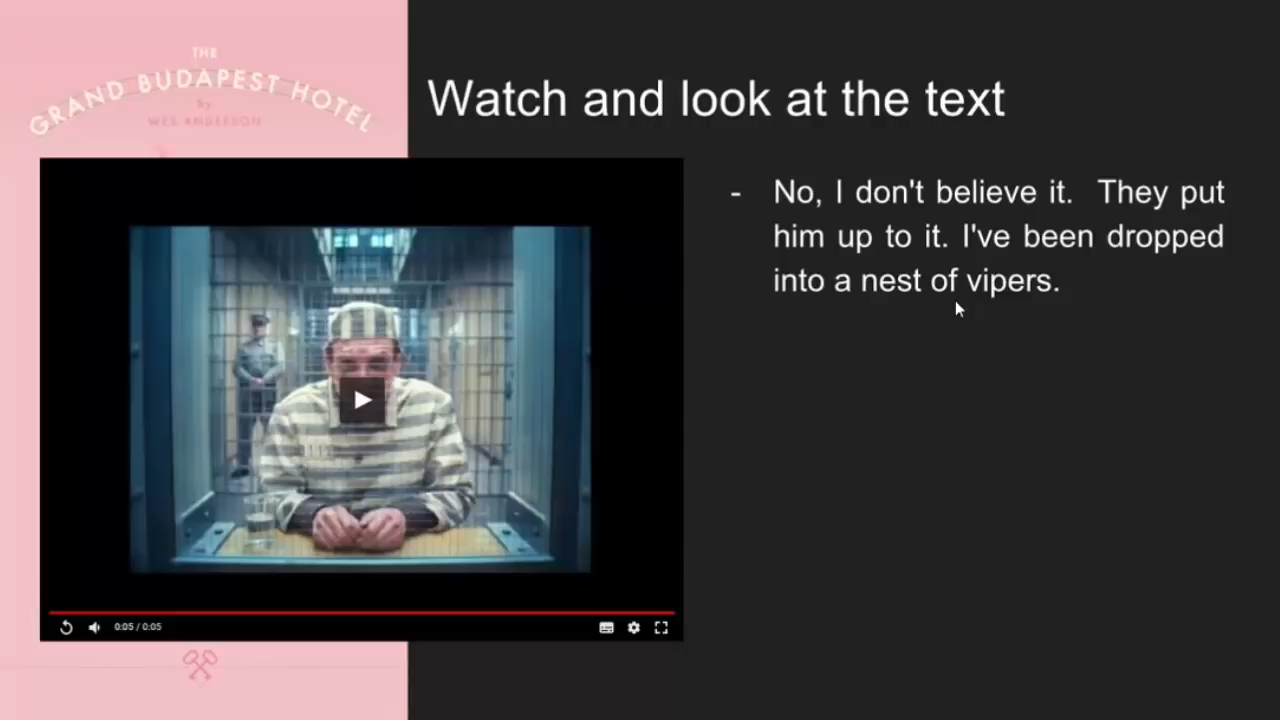 THE
GRAND BUDAPEST HOTEL
By
WES ANDERSON
Watch and look at the text
- No, I don't believe it. They put
him up to it. I've been dropped
into a nest of vipers.
0:05 / 0:05